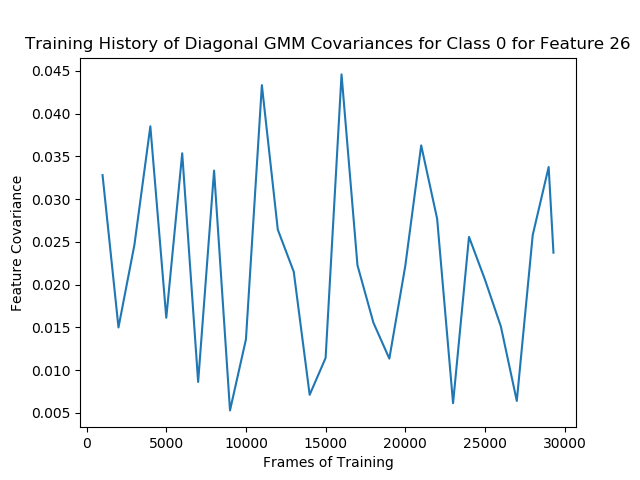 Training History of Diagonal GMM Covariances for Class 0 for Feature 26
0.045
0.040
0.035
0.030
0.025
0.020
0.015
0.010
0.005
Feature Covariance
0 5000 10000 15000 20000 25000 30000
Frames of Training